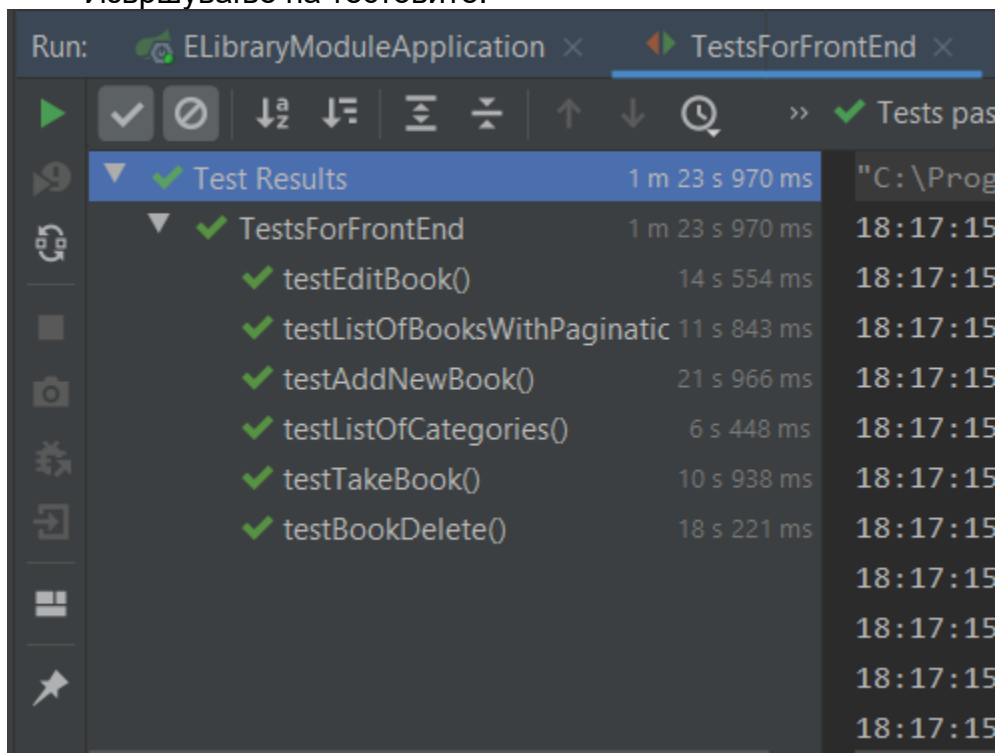 Извршување на тестовите:
Run: ELibraryModuleApplication × TestsForFrontEnd ×
Tests pas
Test Results 1 m 23 s 970 ms
TestsForFrontEnd 1 m 23 s 970 ms
testEditBook() 14 s 554 ms
testListOfBooksWithPaginatic 11 s 843 ms
testAddNewBook() 21 s 966 ms
testListOfCategories() 6 s 448 ms
testTakeBook() 10 s 938 ms
testBookDelete() 18 s 221 ms
"C:\Prog
18:17:15
18:17:15
18:17:15
18:17:15
18:17:15
18:17:15
18:17:15
18:17:15
18:17:15
18:17:15
18:17:15